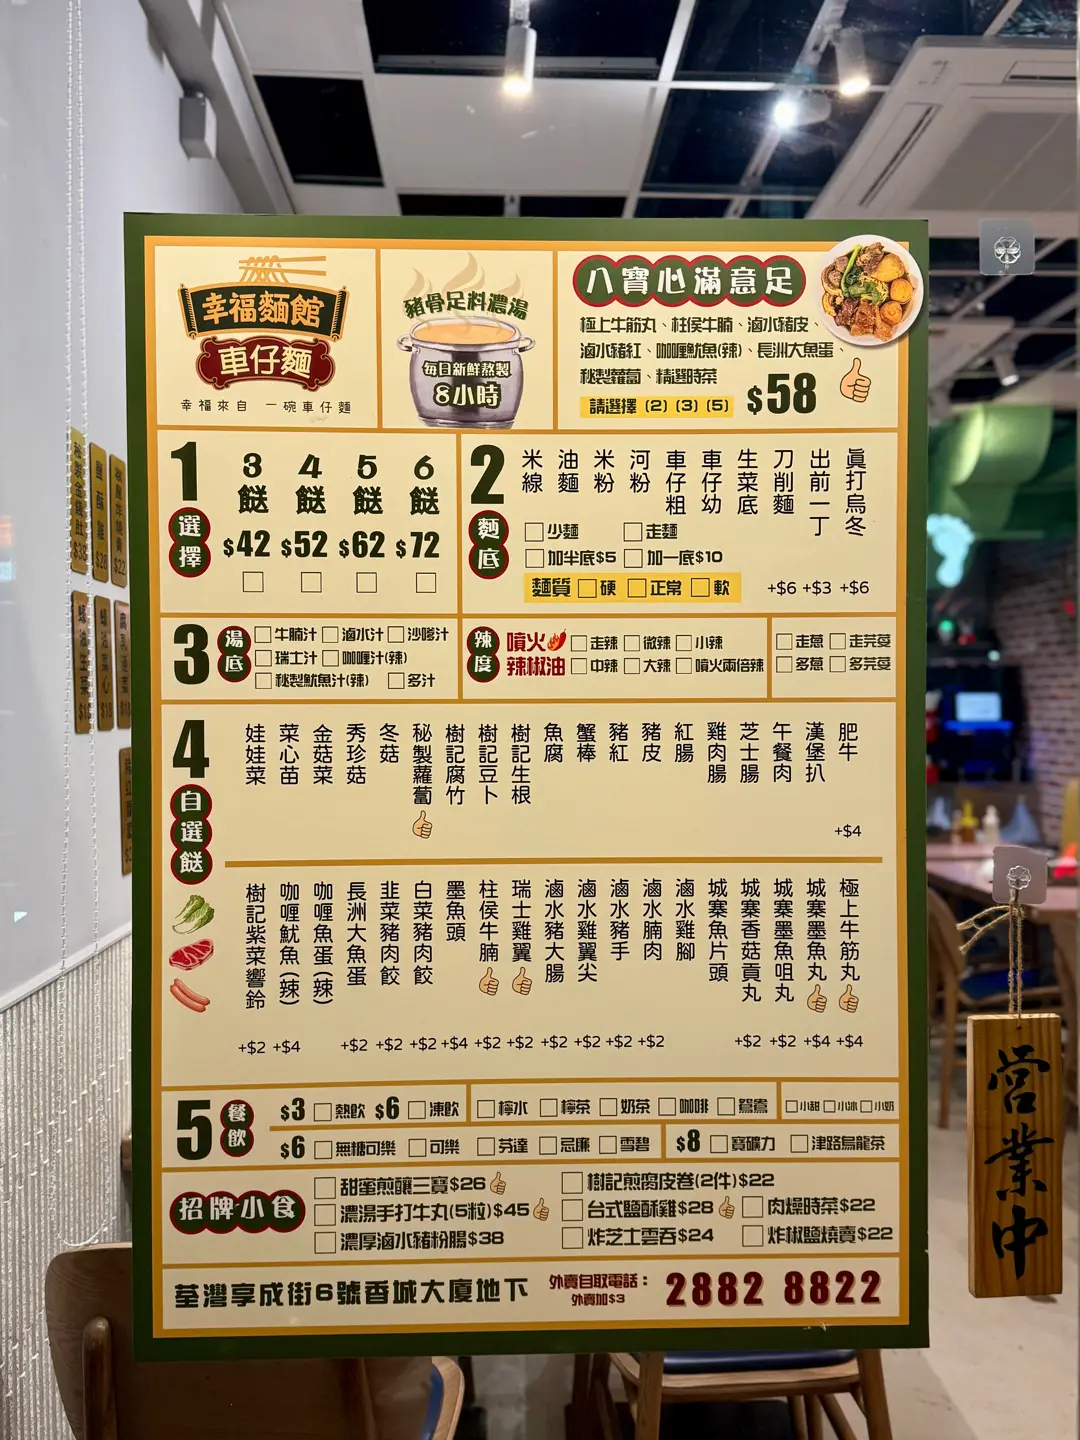 幸福麵館
車仔麵
幸福來自 一碗車仔麵
豬骨足料濃湯
每日新鮮熬製
8小時
八寶心滿意足
極上牛筋丸、柱侯牛腩、滷水豬皮、
滷水豬紅、咖喱魷魚(辣)、長洲大魚蛋、
秘製蘿蔔、精選時菜
請選擇 (2) (3) (5) $58
1
選擇
3餸 4餸 5餸 6餸
$42 $52 $62 $72
2
麵底
米線
油麵
米粉
河粉
車仔粗
車仔幼
生菜底
刀削麵
出前一丁
真打烏冬
+$6 +$3 +$6
少麵 走麵
加半底$5 加一底$10
麵質 硬 正常 軟
3
湯底
牛腩汁 滷水汁 沙嗲汁
瑞士汁 咖喱汁(辣)
秘製魷魚汁(辣) 多汁
辣度
噴火 走辣 微辣 小辣
辣椒油 中辣 大辣 噴火兩倍辣
走蔥 走芫荽
多蔥 多芫荽
4
自選餸
娃娃菜
菜心苗
金菇菜
秀珍菇
冬菇
秘製蘿蔔
樹記腐竹
樹記豆卜
樹記生根
魚腐
蟹棒
豬紅
豬皮
紅腸
雞肉腸
芝士腸
午餐肉
漢堡扒
肥牛
+$4
樹記紫菜響鈴
咖喱魷魚(辣)
咖喱魚蛋(辣)
長洲大魚蛋
韭菜豬肉餃
白菜豬肉餃
墨魚頭
柱侯牛腩
瑞士雞翼
滷水豬大腸
滷水雞翼尖
滷水豬手
滷水腩肉
滷水雞腳
城寨魚片頭
城寨香菇貢丸
城寨墨魚咀丸
城寨墨魚丸
極上牛筋丸
+$2 +$4 +$2 +$2 +$2 +$4 +$2 +$2 +$2 +$2 +$2 +$2 +$2 +$2 +$4 +$4
5
餐飲
$3 熱飲 $6 凍飲 檸水 檸茶 奶茶 咖啡 鴛鴦 小甜 小冰 小奶
$6 無糖可樂 可樂 芬達 忌廉 雪碧 $8 寶礦力 津路烏龍茶
招牌小食
甜蜜煎釀三寶$26 樹記煎腐皮卷(2件)$22
濃湯手打牛丸(5粒)$45 台式鹽酥雞$28 肉燥時菜$22
濃厚滷水豬粉腸$38 炸芝士雲吞$24 炸椒鹽燒賣$22
荃灣享成街6號香城大廈地下
外賣自取電話：
外賣加$3
2882 8822
營業中